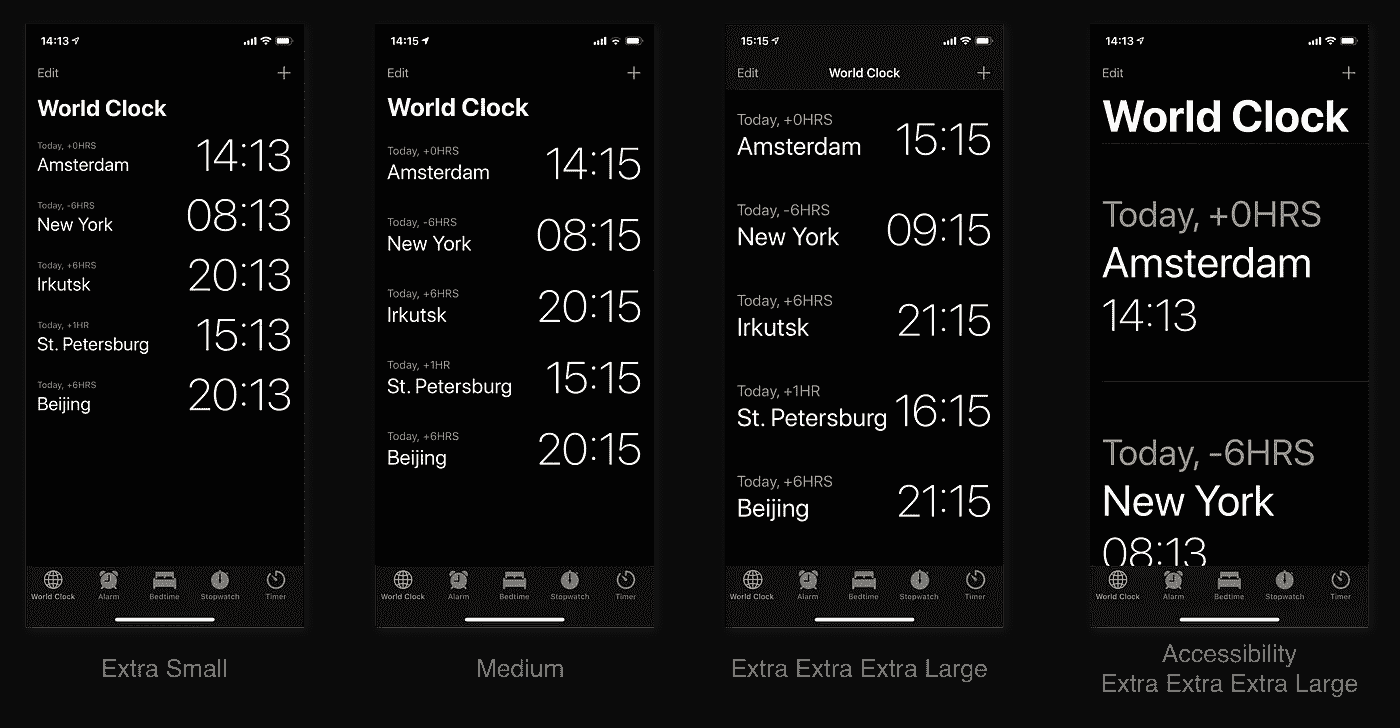 14:13
Edit
World Clock
Today, +0HRS
Amsterdam 14:13
Today, -6HRS
New York 08:13
Today, +6HRS
Irkutsk 20:13
Today, +1HR
St. Petersburg 15:13
Today, +6HRS
Beijing 20:13
World Clock Alarm Bedtime Stopwatch Timer
Extra Small
14:15
Edit
World Clock
Today, +0HRS
Amsterdam 14:15
Today, -6HRS
New York 08:15
Today, +6HRS
Irkutsk 20:15
Today, +1HR
St. Petersburg 15:15
Today, +6HRS
Beijing 20:15
World Clock Alarm Bedtime Stopwatch Timer
Medium
15:15
Edit World Clock
Today, +0HRS
Amsterdam 15:15
Today, -6HRS
New York 09:15
Today, +6HRS
Irkutsk 21:15
Today, +1HR
St. Petersburg 16:15
Today, +6HRS
Beijing 21:15
World Clock Alarm Bedtime Stopwatch Timer
Extra Extra Extra Large
14:13
Edit
World Clock
Today, +0HRS
Amsterdam
14:13
Today, -6HRS
New York
08:13
World Clock Alarm Bedtime Stopwatch Timer
Accessibility
Extra Extra Extra Large